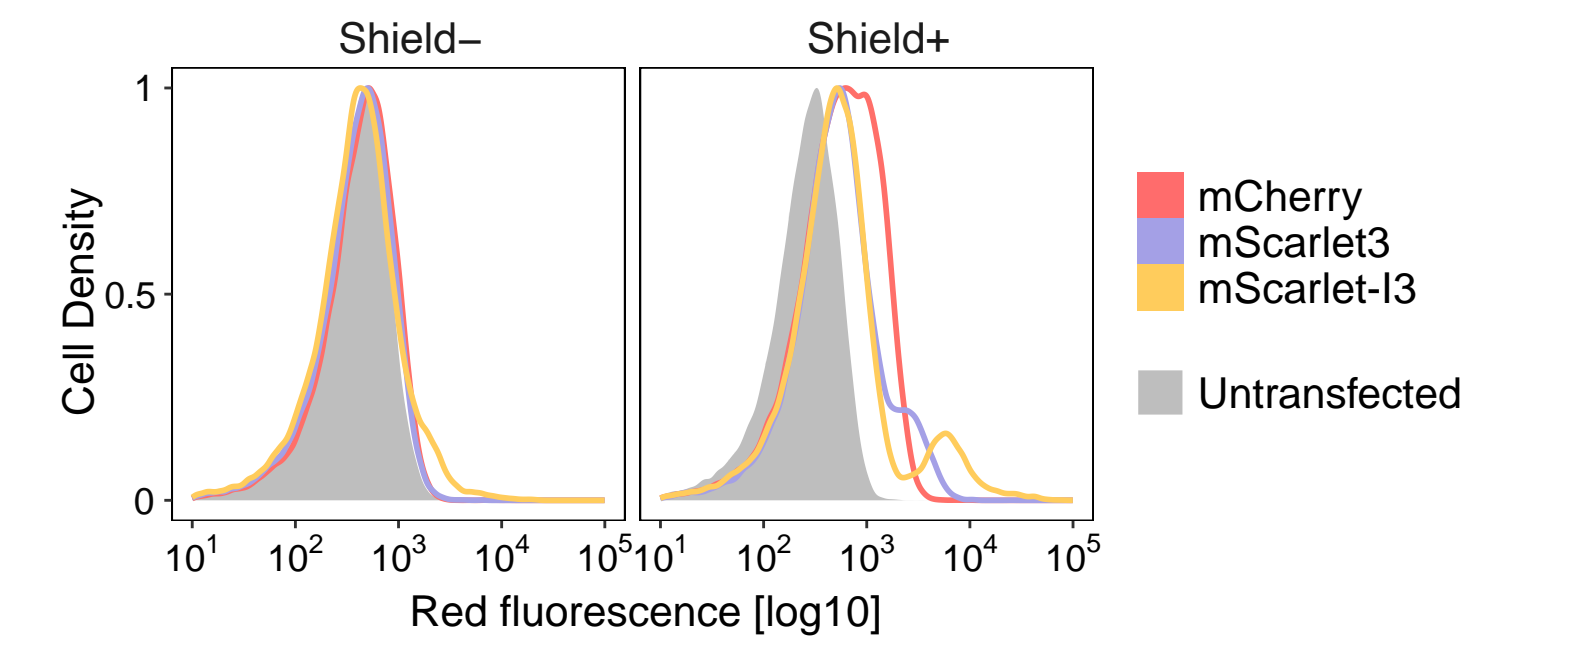 Shield− Shield+
1
0.5
0
Cell Density
10¹ 10² 10³ 10⁴ 10⁵ 10¹ 10² 10³ 10⁴ 10⁵
Red fluorescence [log10]
mCherry
mScarlet3
mScarlet-I3
Untransfected